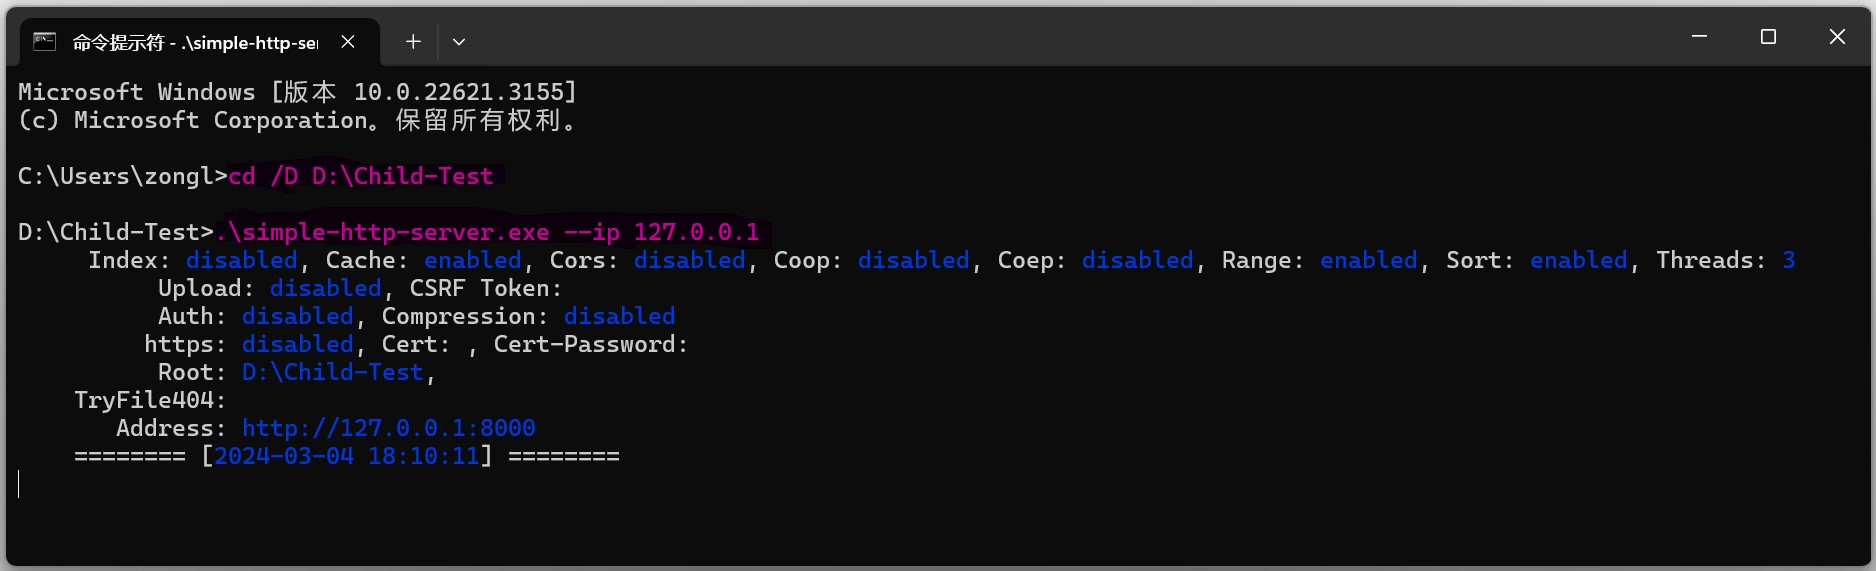 命令提示符 - .\simple-http-ser
Microsoft Windows [版本 10.0.22621.3155]
(c) Microsoft Corporation。保留所有权利。
C:\Users\zongl>cd /D D:\Child-Test
D:\Child-Test>.\simple-http-server.exe --ip 127.0.0.1
Index: disabled, Cache: enabled, Cors: disabled, Coop: disabled, Coep: disabled, Range: enabled, Sort: enabled, Threads: 3
Upload: disabled, CSRF Token:
Auth: disabled, Compression: disabled
https: disabled, Cert: , Cert-Password:
Root: D:\Child-Test,
TryFile404:
Address: http://127.0.0.1:8000
======== [2024-03-04 18:10:11] ========